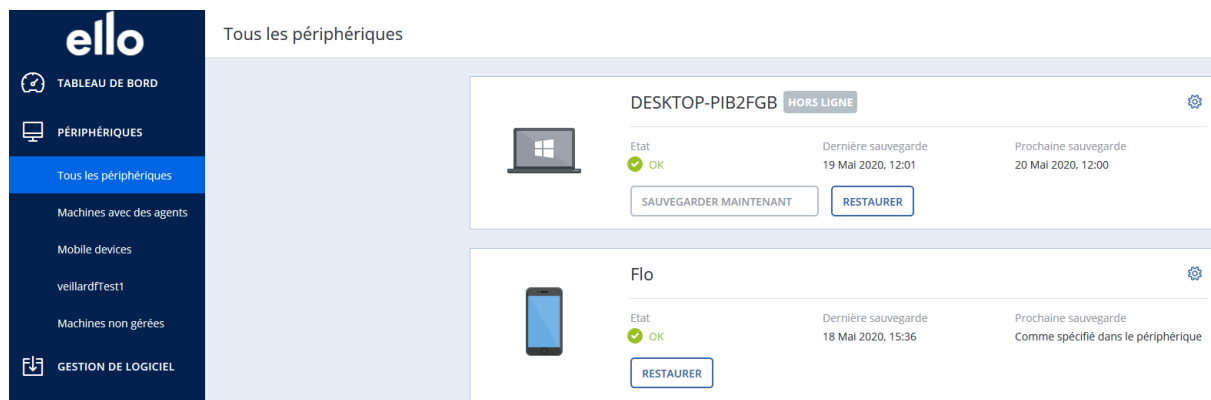 ello
Tous les périphériques
TABLEAU DE BORD
PÉRIPHÉRIQUES
Tous les périphériques
Machines avec des agents
Mobile devices
veillardfTest1
Machines non gérées
GESTION DE LOGICIEL
DESKTOP-PIB2FGB HORS LIGNE
Etat Dernière sauvegarde Prochaine sauvegarde
OK 19 Mai 2020, 12:01 20 Mai 2020, 12:00
SAUVEGARDER MAINTENANT RESTAURER
Flo
Etat Dernière sauvegarde Prochaine sauvegarde
OK 18 Mai 2020, 15:36 Comme spécifié dans le périphérique
RESTAURER